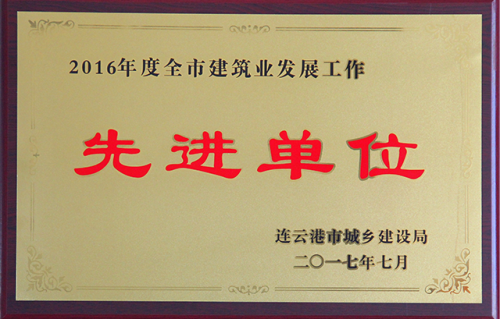 2016年度全市建筑业发展工作
先进单位
连云港市城乡建设局
二〇一七年七月